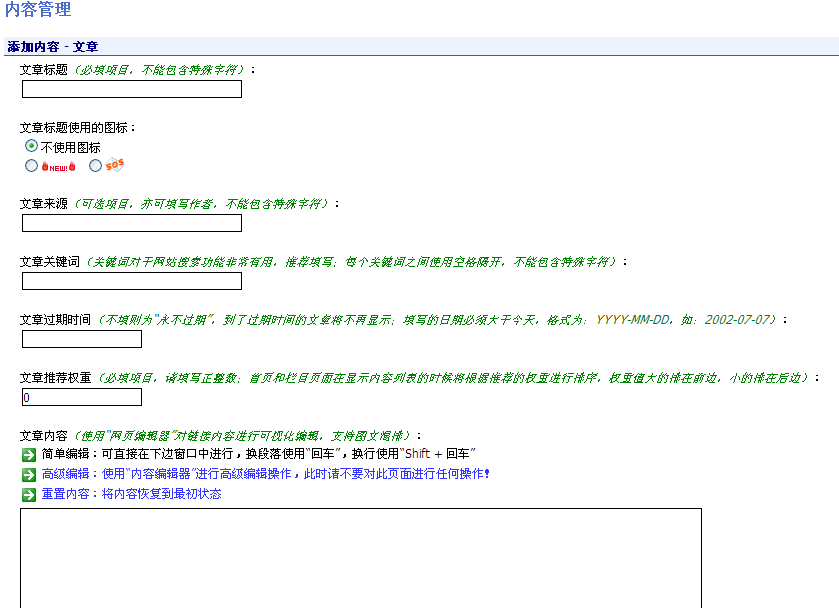 内容管理
添加内容 - 文章
文章标题（必填项目，不能包含特殊字符）：
文章标题使用的图标：
不使用图标
NEW! SOS
文章来源（可选项目，亦可填写作者，不能包含特殊字符）：
文章关键词（关键词对于网站搜索功能非常有用，推荐填写；每个关键词之间使用空格隔开，不能包含特殊字符）：
文章过期时间（不填则为"永不过期"，到了过期时间的文章将不再显示；填写的日期必须大于今天，格式为：YYYY-MM-DD，如：2002-07-07）：
文章推荐权重（必填项目，请填写正整数；首页和栏目页面在显示内容列表的时候将根据推荐的权重进行排序，权重值大的排在前边，小的排在后边）：
0
文章内容（使用"网页编辑器"对链接内容进行可视化编辑，支持图文混排）：
简单编辑：可直接在下边窗口中进行，换段落使用"回车"，换行使用"Shift + 回车"
高级编辑：使用"内容编辑器"进行高级编辑操作，此时请不要对此页面进行任何操作！
重置内容：将内容恢复到最初状态